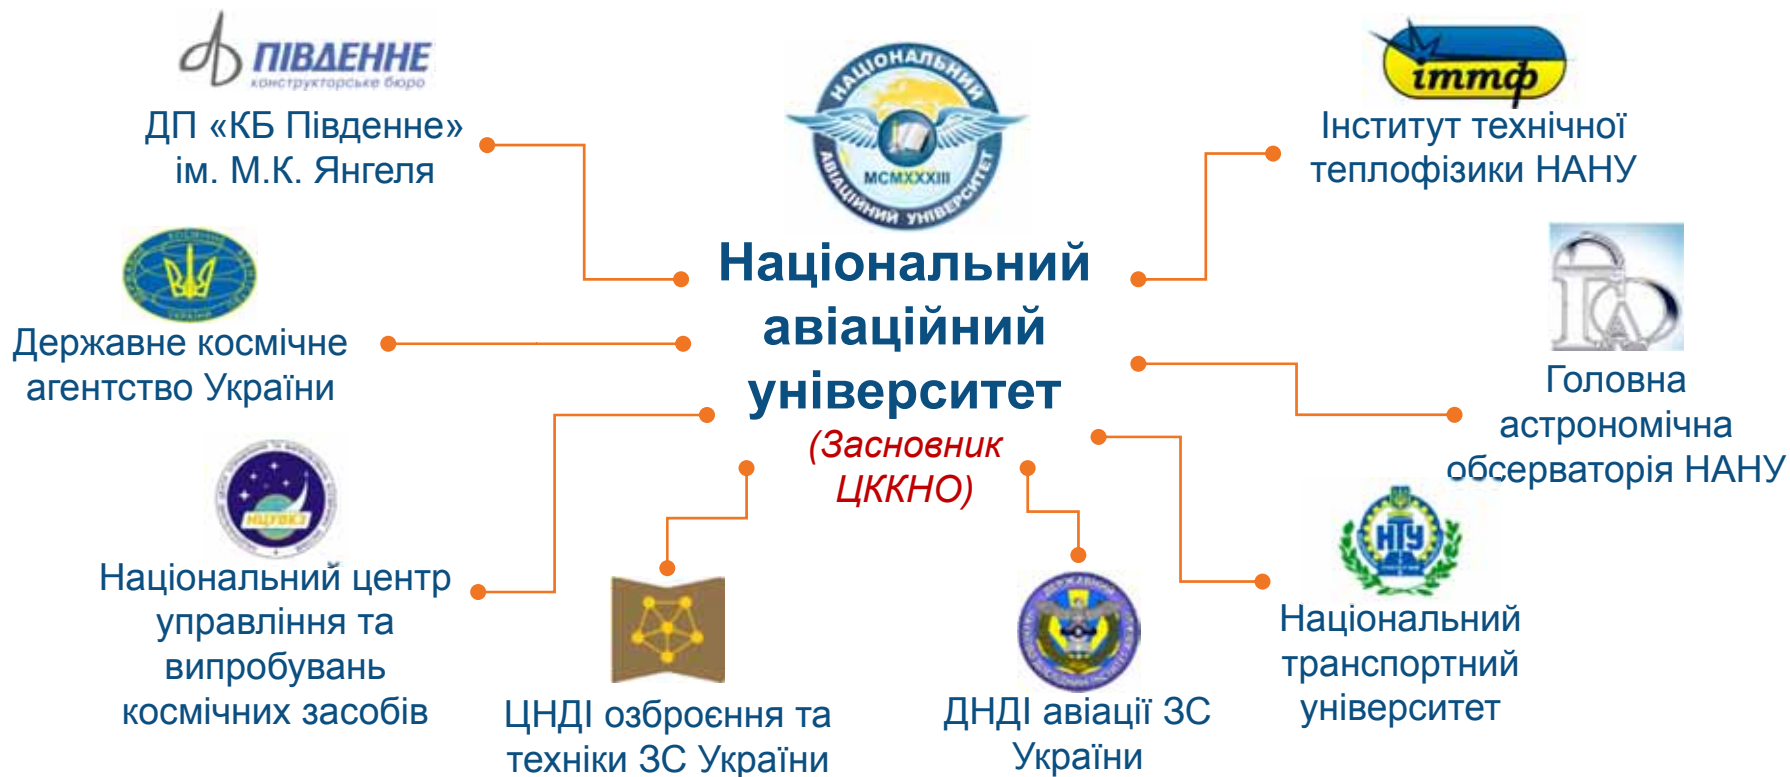 ПІВДЕННЕ
конструкторське бюро
ДП «КБ Південне»
ім. М.К. Янгеля
Державне космічне
агентство України
НЦУВКЗ
Національний центр
управління та
випробувань
космічних засобів
НАЦІОНАЛЬНИЙ
АВІАЦІЙНИЙ УНІВЕРСИТЕТ
MCMXXXIII
Національний
авіаційний
університет
(Засновник
ЦККНО)
ЦНДІ озброєння та
техніки ЗС України
ДНДІ авіації ЗС
України
іттф
Інститут технічної
теплофізики НАНУ
Головна
астрономічна
обсерваторія НАНУ
НТУ
Національний
транспортний
університет